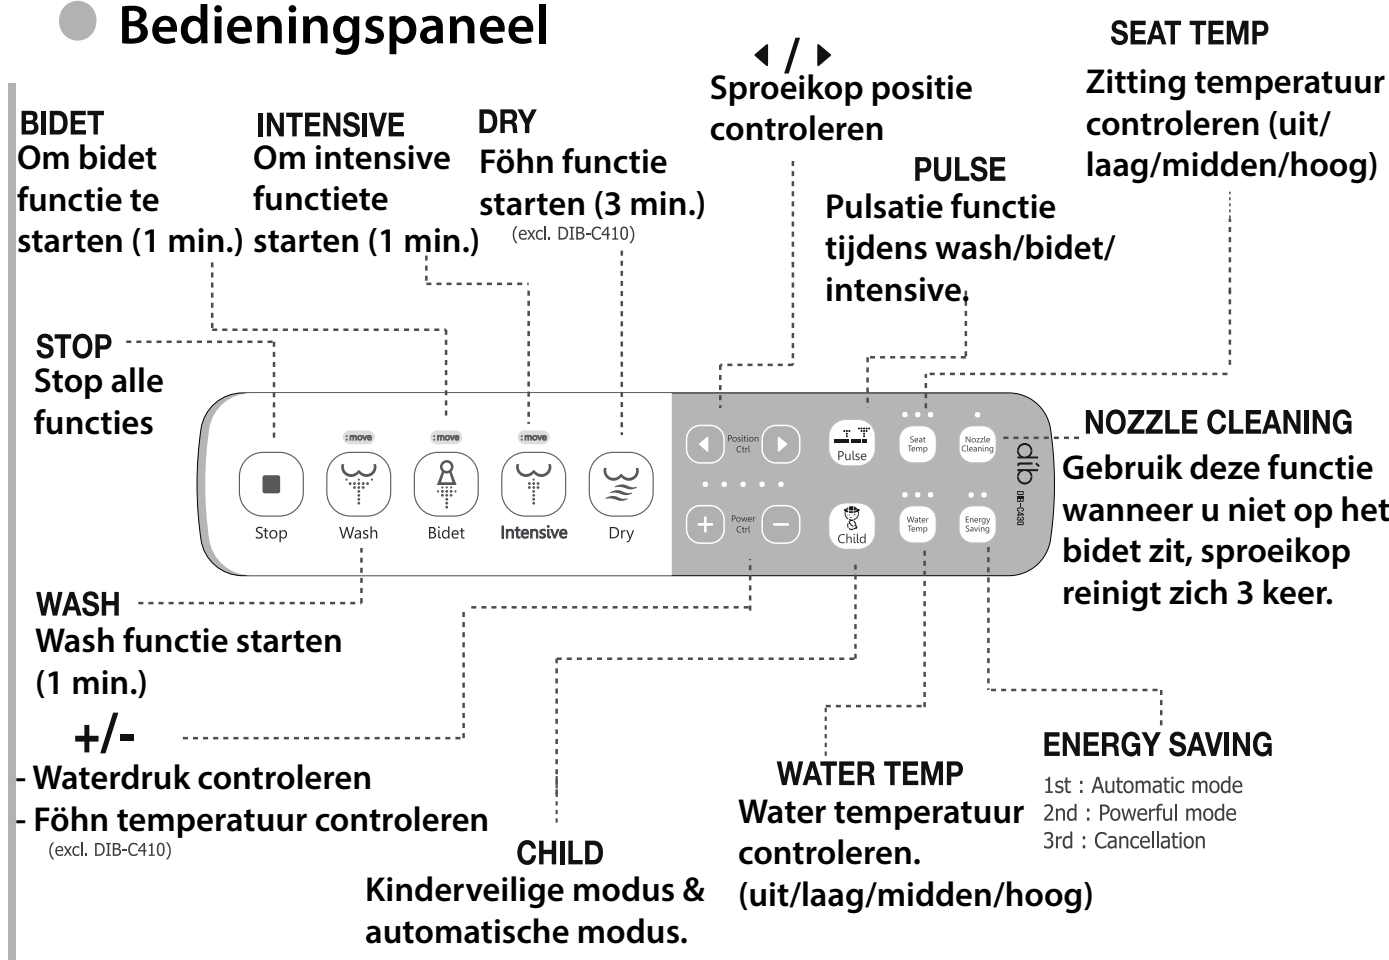 Bedieningspaneel
BIDET
Om bidet
functie te
starten (1 min.)
INTENSIVE
Om intensive
functiete
starten (1 min.)
DRY
Föhn functie
starten (3 min.)
(excl. DIB-C410)
/
Sproeikop positie
controleren
PULSE
Pulsatie functie
tijdens wash/bidet/
intensive.
SEAT TEMP
Zitting temperatuur
controleren (uit/
laag/midden/hoog)
STOP
Stop alle
functies
:move
:move
:move
Stop
Wash
Bidet
Intensive
Dry
Position
Ctrl
Power
Ctrl
+
−
Pulse
Child
Seat
Temp
Nozzle
Cleaning
Water
Temp
Energy
Saving
dib
DIB-C430
NOZZLE CLEANING
Gebruik deze functie
wanneer u niet op het
bidet zit, sproeikop
reinigt zich 3 keer.
WASH
Wash functie starten
(1 min.)
+/-
- Waterdruk controleren
- Föhn temperatuur controleren
(excl. DIB-C410)
CHILD
Kinderveilige modus &
automatische modus.
WATER TEMP
Water temperatuur
controleren.
(uit/laag/midden/hoog)
ENERGY SAVING
1st : Automatic mode
2nd : Powerful mode
3rd : Cancellation